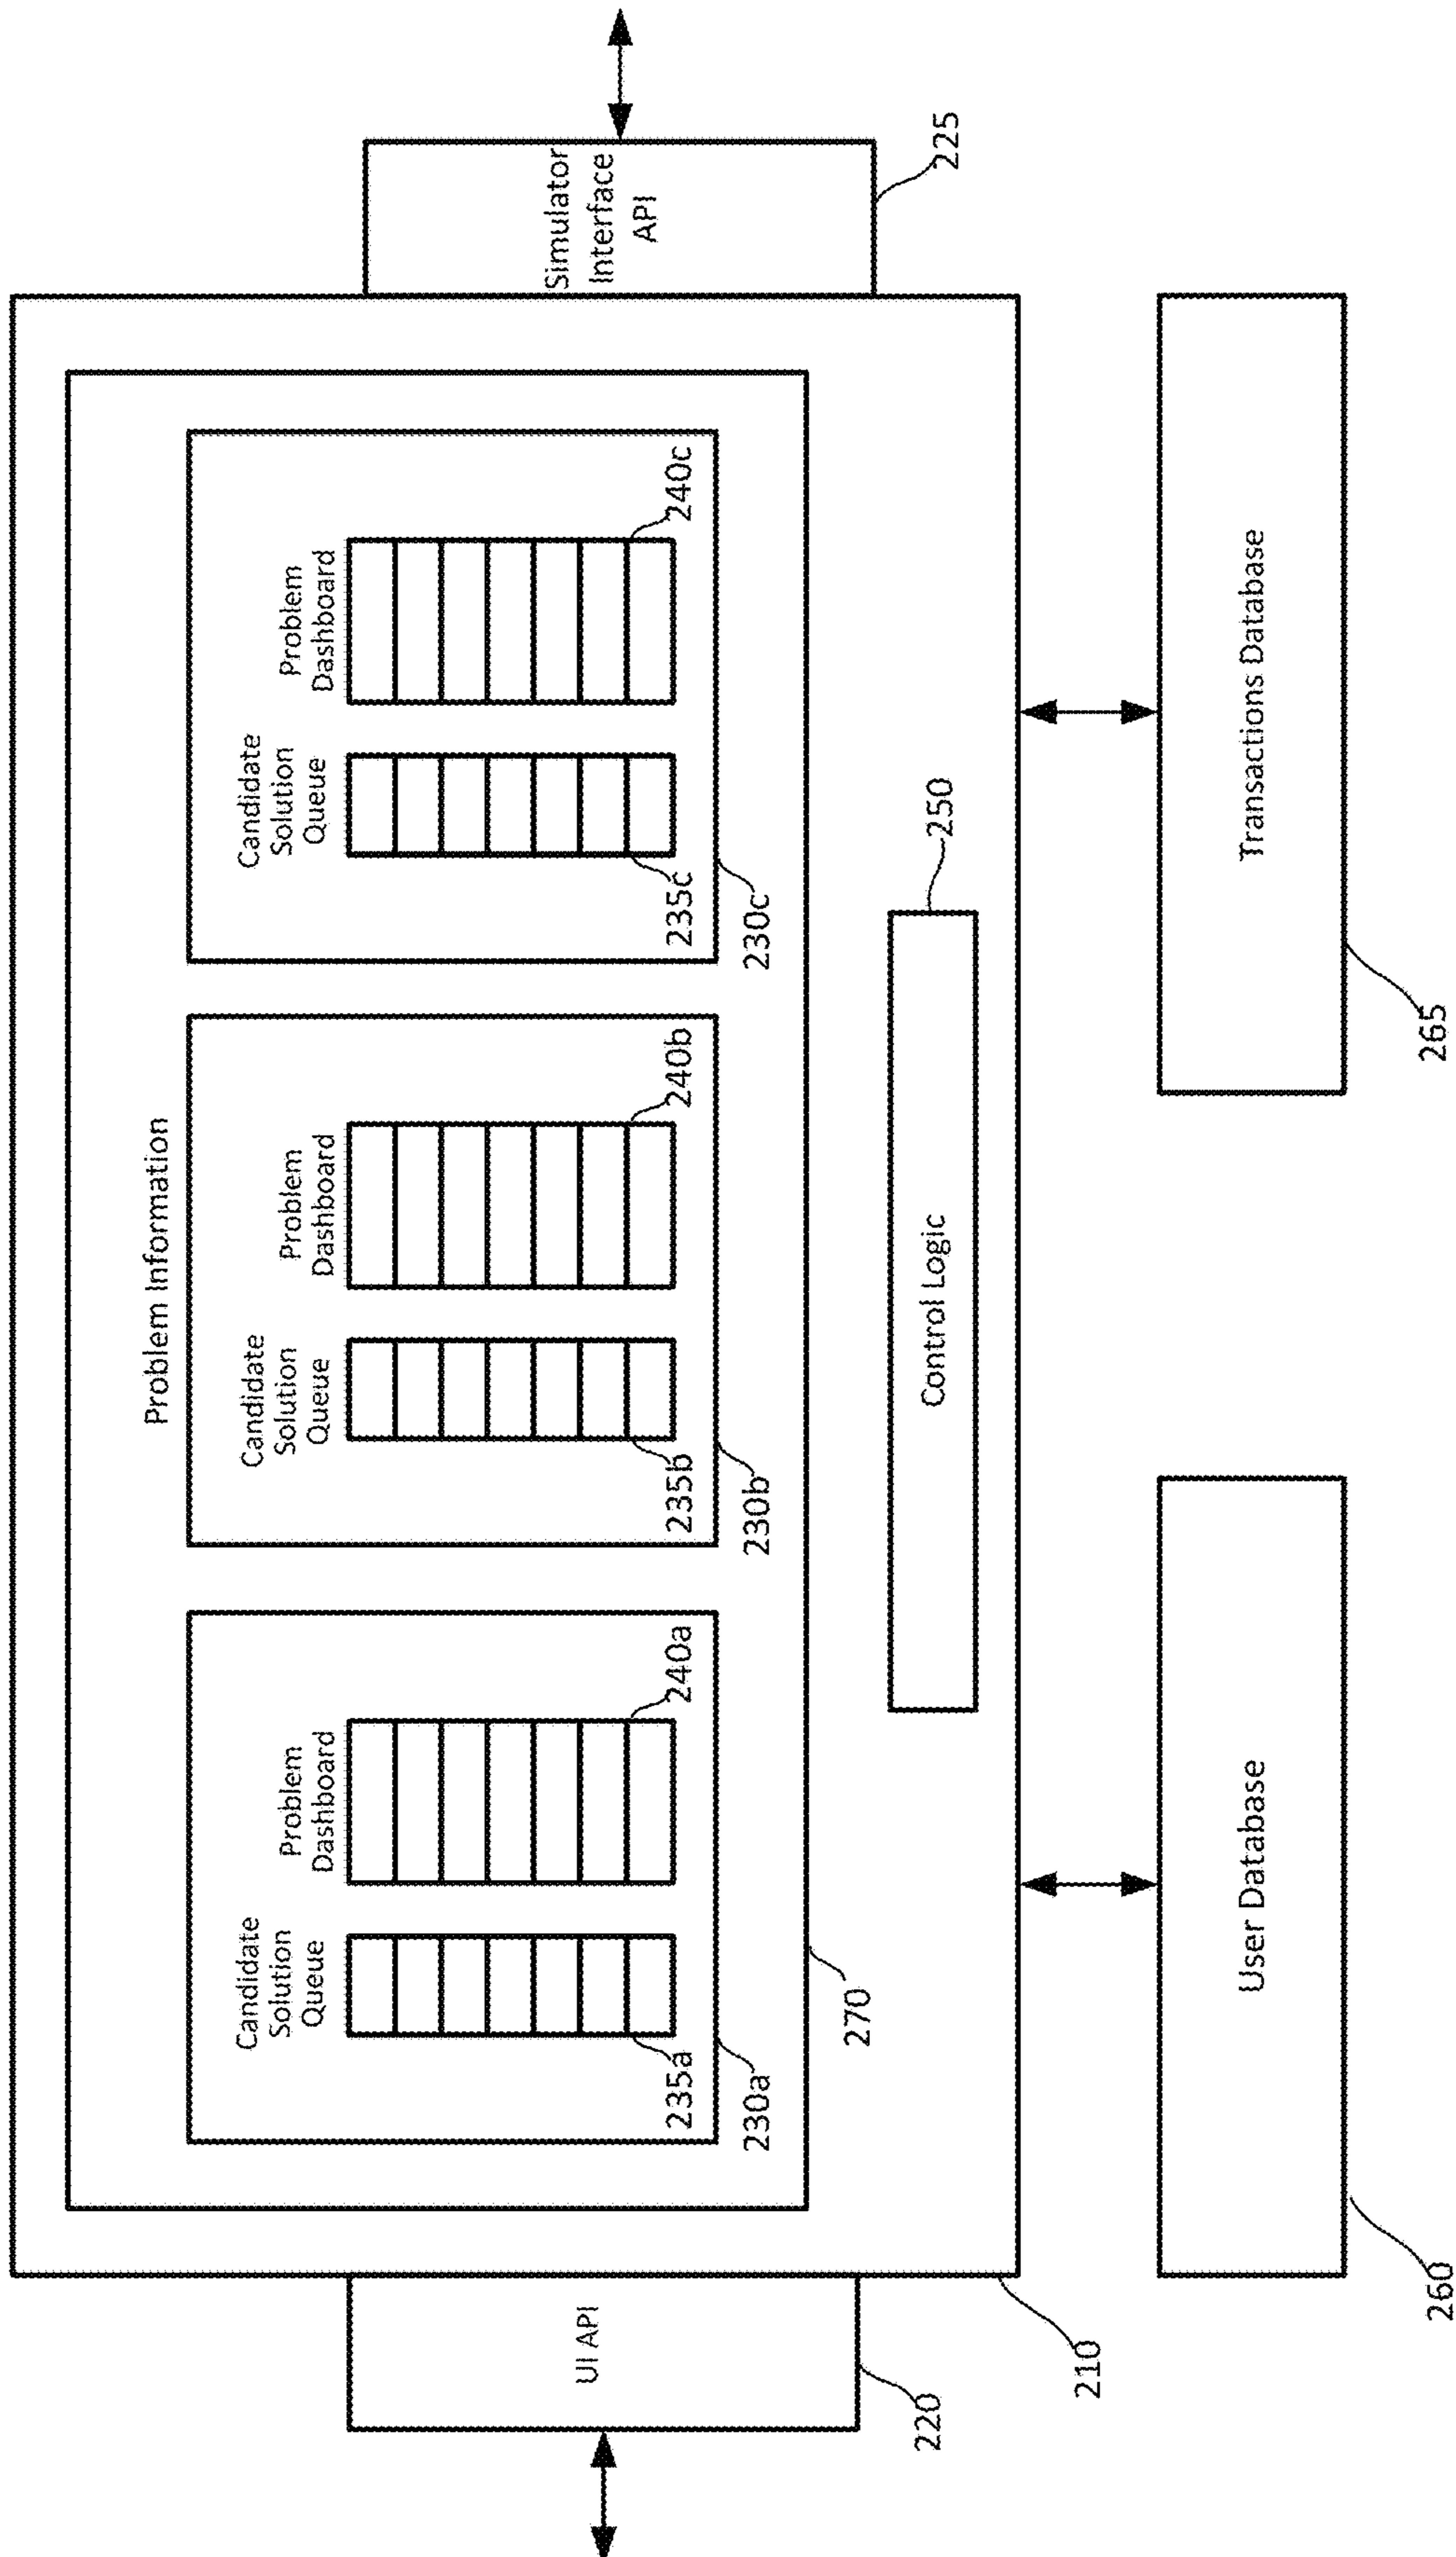 Problem Information
Candidate
Solution
Queue
Problem
Dashboard
235a
240a
230a
Candidate
Solution
Queue
Problem
Dashboard
235b
240b
230b
Candidate
Solution
Queue
Problem
Dashboard
235c
240c
230c
270
UI API
220
Simulator
Interface
API
225
Control Logic
250
210
User Database
260
Transactions Database
265